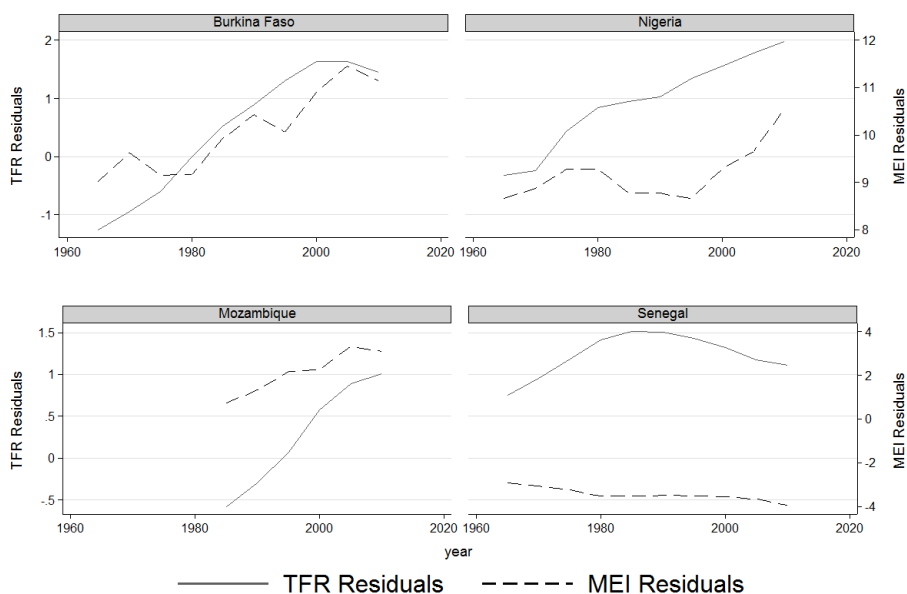 Burkina Faso
Nigeria
TFR Residuals
2
1
0
-1
12
11
10
9
8
MEI Residuals
1960 1980 2000 2020
1960 1980 2000 2020
Mozambique
Senegal
TFR Residuals
1.5
1
.5
0
-.5
4
2
0
-2
-4
MEI Residuals
1960 1980 2000 2020
1960 1980 2000 2020
year
TFR Residuals MEI Residuals